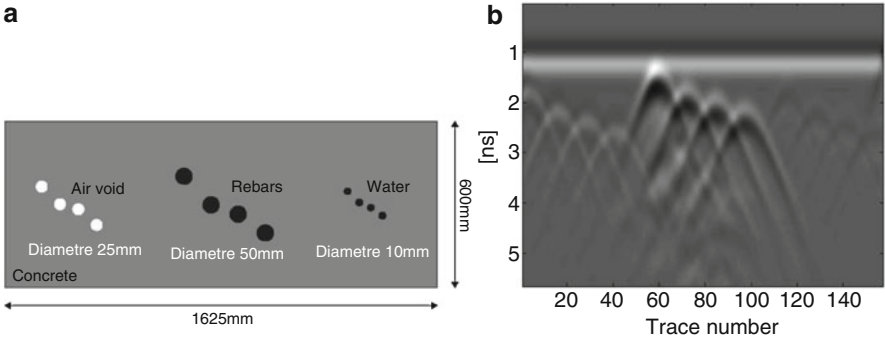 a
Air void
Rebars
Water
Diametre 25mm
Diametre 50mm
Diametre 10mm
Concrete
600mm
1625mm
b
1
2
3
4
5
[ns]
20 40 60 80 100 120 140
Trace number